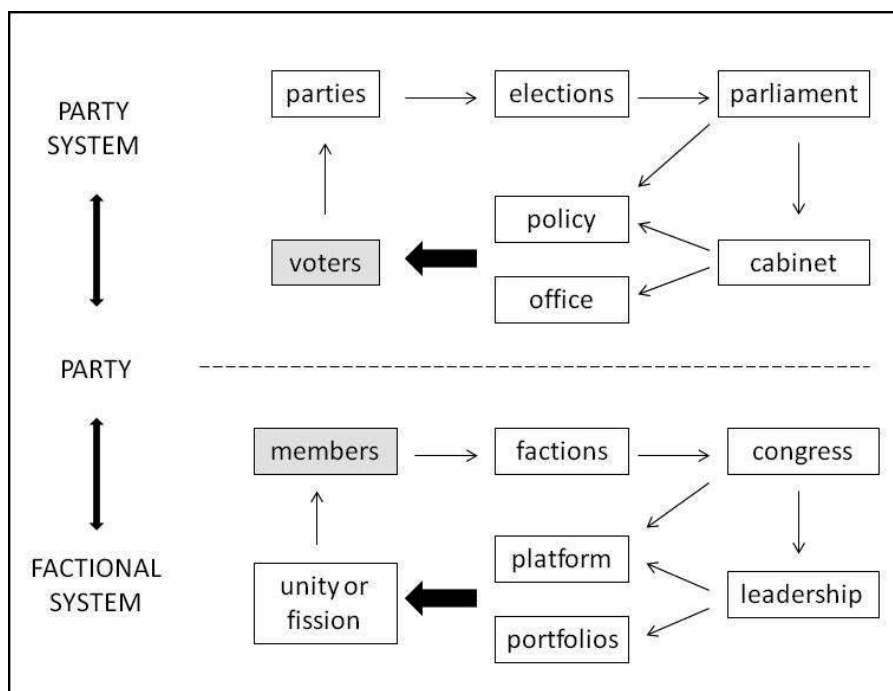 PARTY
SYSTEM
parties
elections
parliament
voters
policy
office
cabinet
PARTY
members
factions
congress
FACTIONAL
SYSTEM
unity or
fission
platform
portfolios
leadership